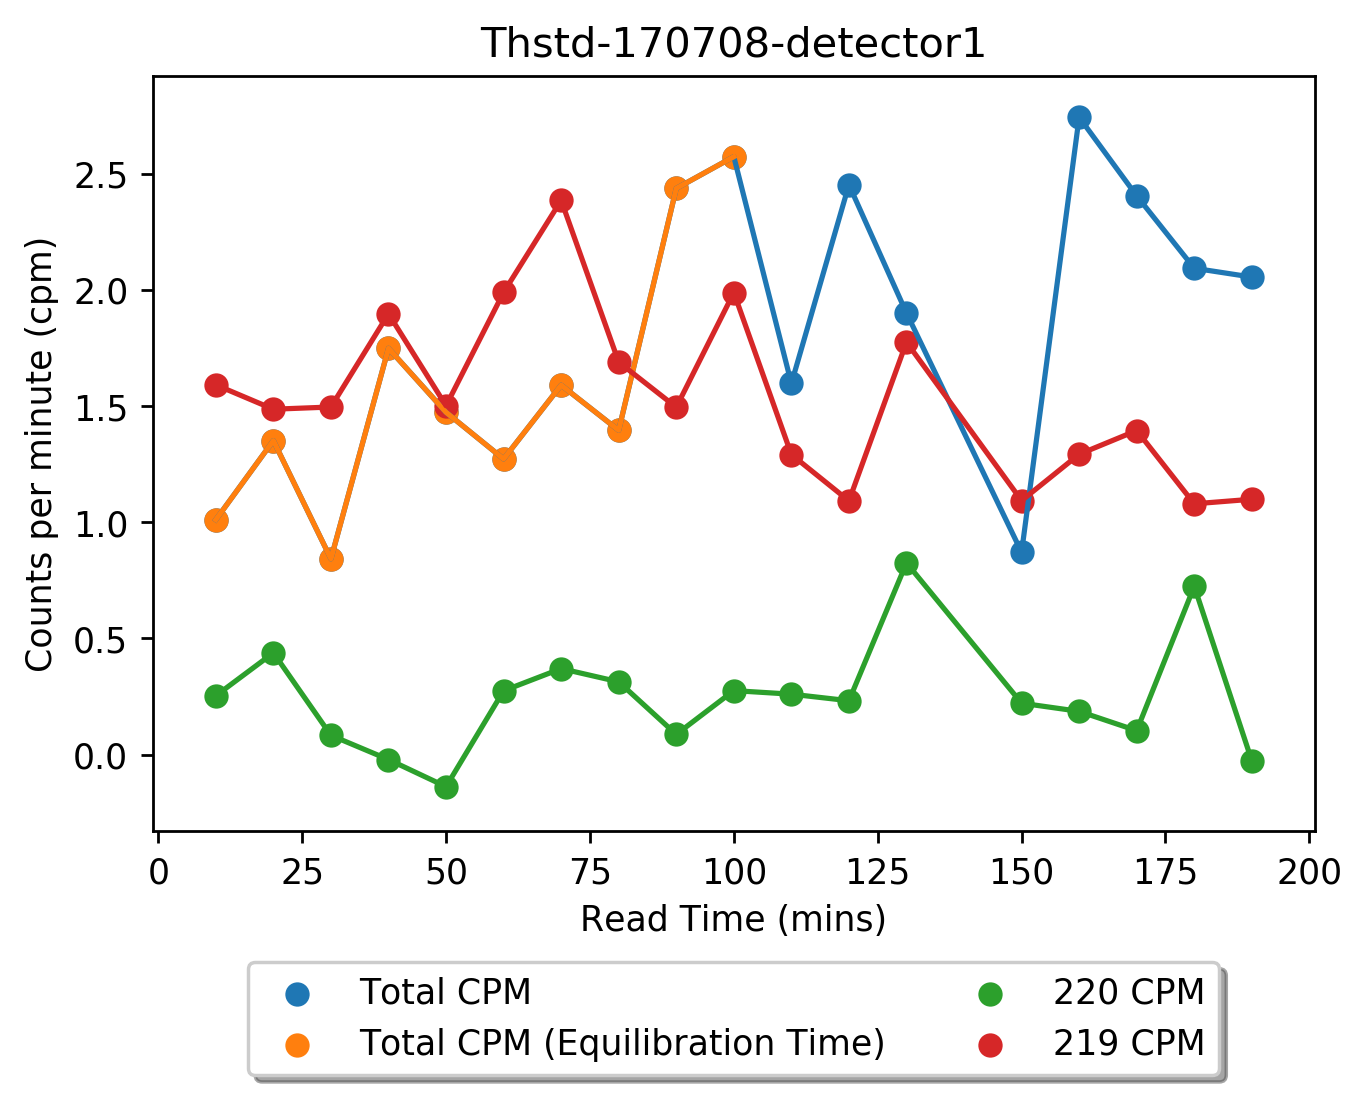 Thstd-170708-detector1
Counts per minute (cpm)
2.5
2.0
1.5
1.0
0.5
0.0
0 25 50 75 100 125 150 175 200
Read Time (mins)
Total CPM
Total CPM (Equilibration Time)
220 CPM
219 CPM